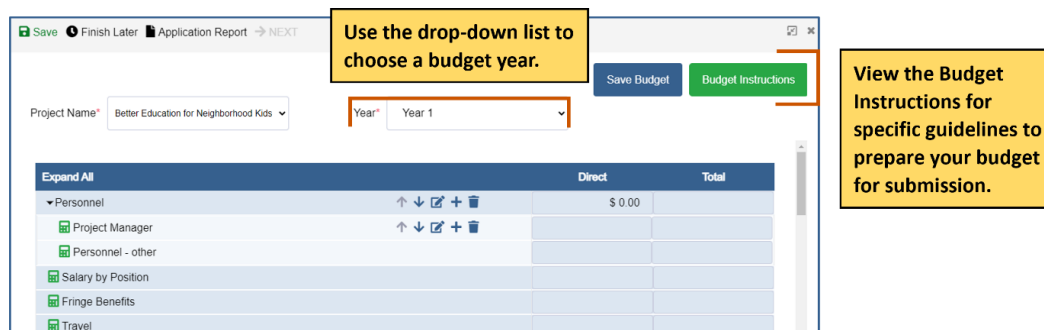 Save Finish Later Application Report NEXT
Use the drop-down list to
choose a budget year.
Save Budget
Budget Instructions
View the Budget
Instructions for
specific guidelines to
prepare your budget
for submission.
Project Name* Better Education for Neighborhood Kids
Year* Year 1
Expand All Direct Total
Personnel $ 0.00
Project Manager
Personnel - other
Salary by Position
Fringe Benefits
Travel